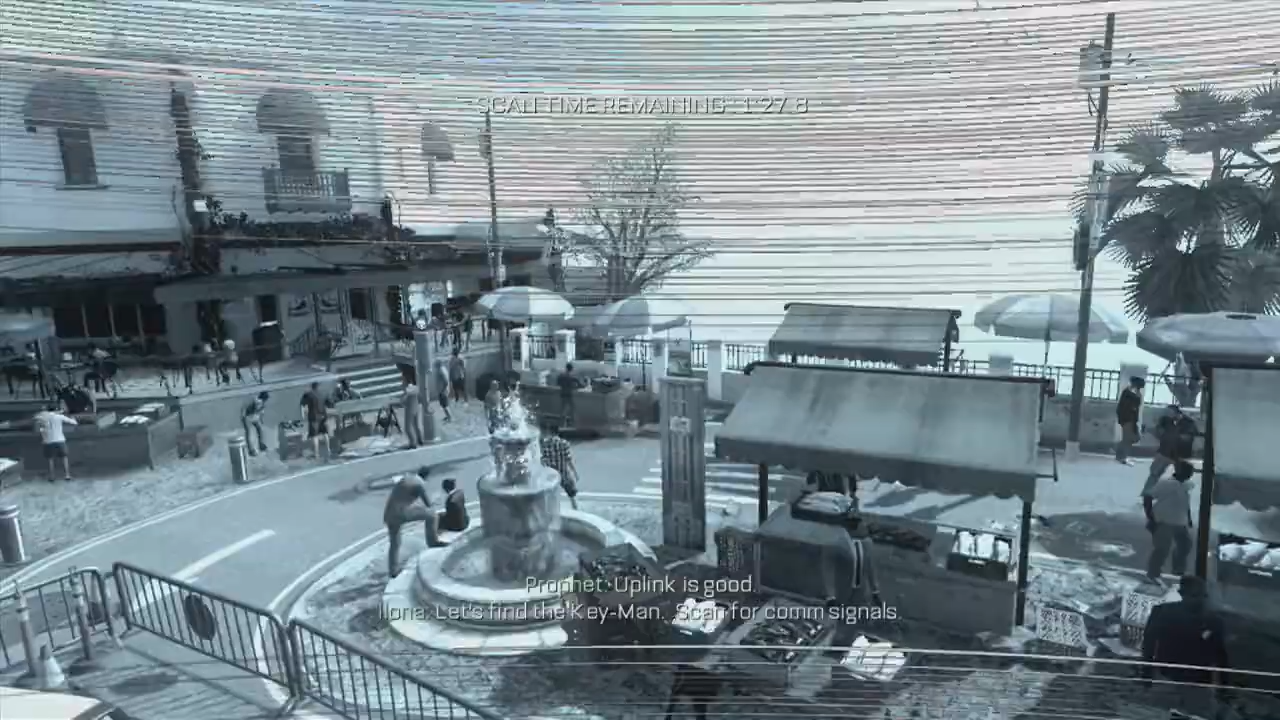 SCAN TIME REMAINING : 1:27.8
Prophet: Uplink is good.
Ilona: Let's find the Key-Man. Scan for comm signals.